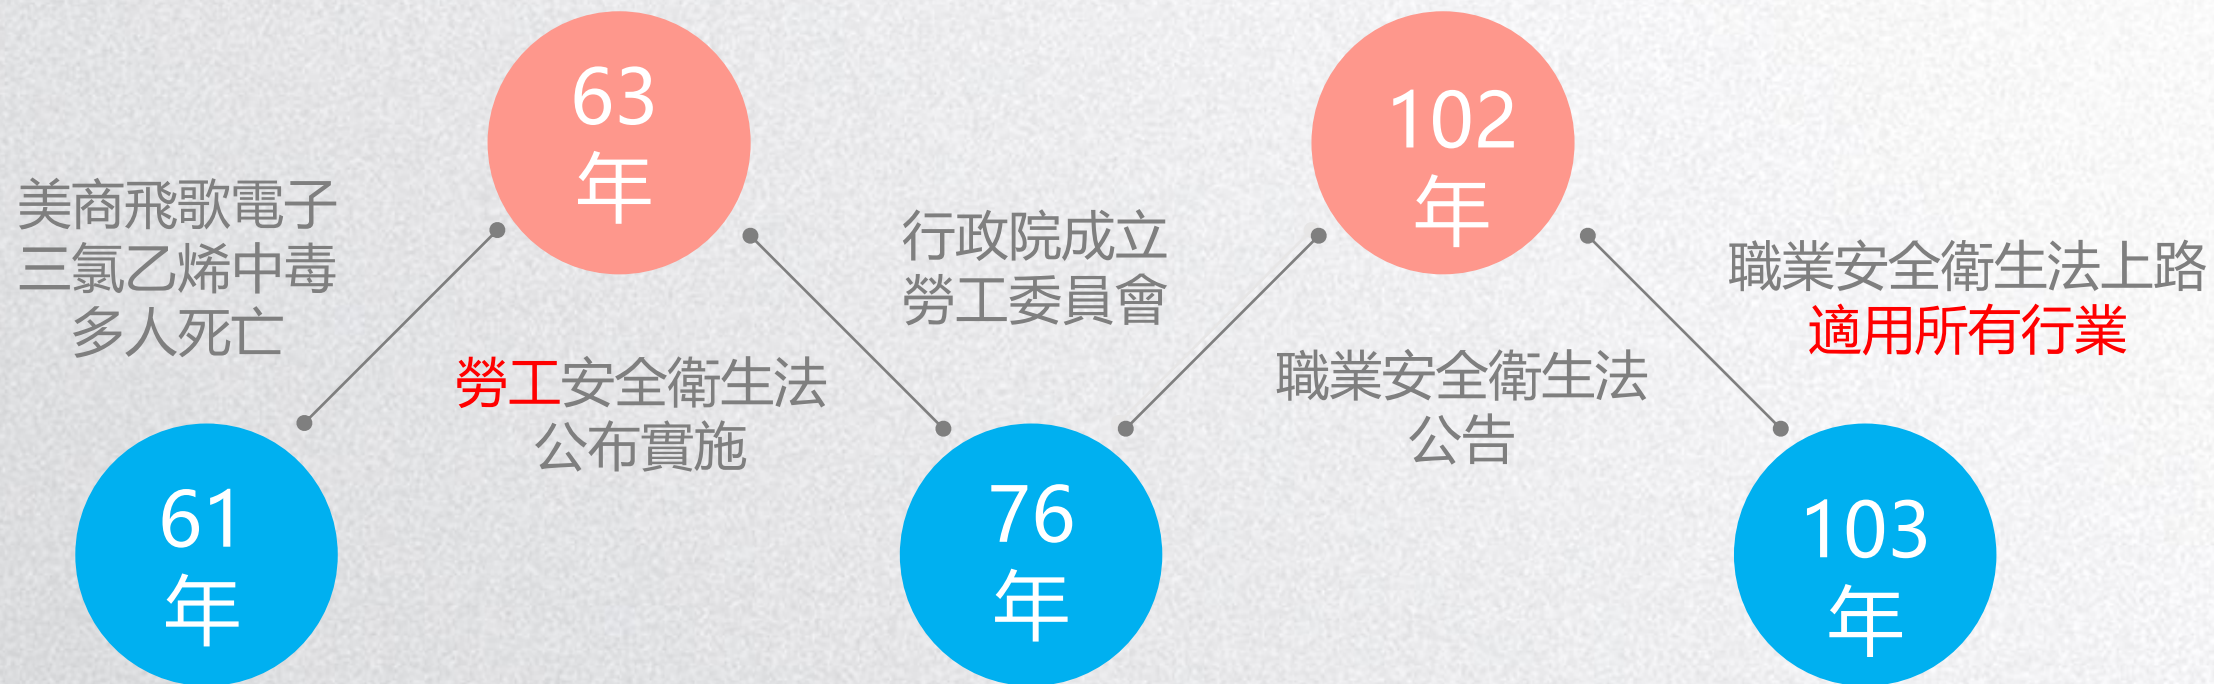 美商飛歌電子
三氯乙烯中毒
多人死亡
61
年
63
年
勞工安全衛生法
公布實施
行政院成立
勞工委員會
76
年
102
年
職業安全衛生法
公告
職業安全衛生法上路
適用所有行業
103
年